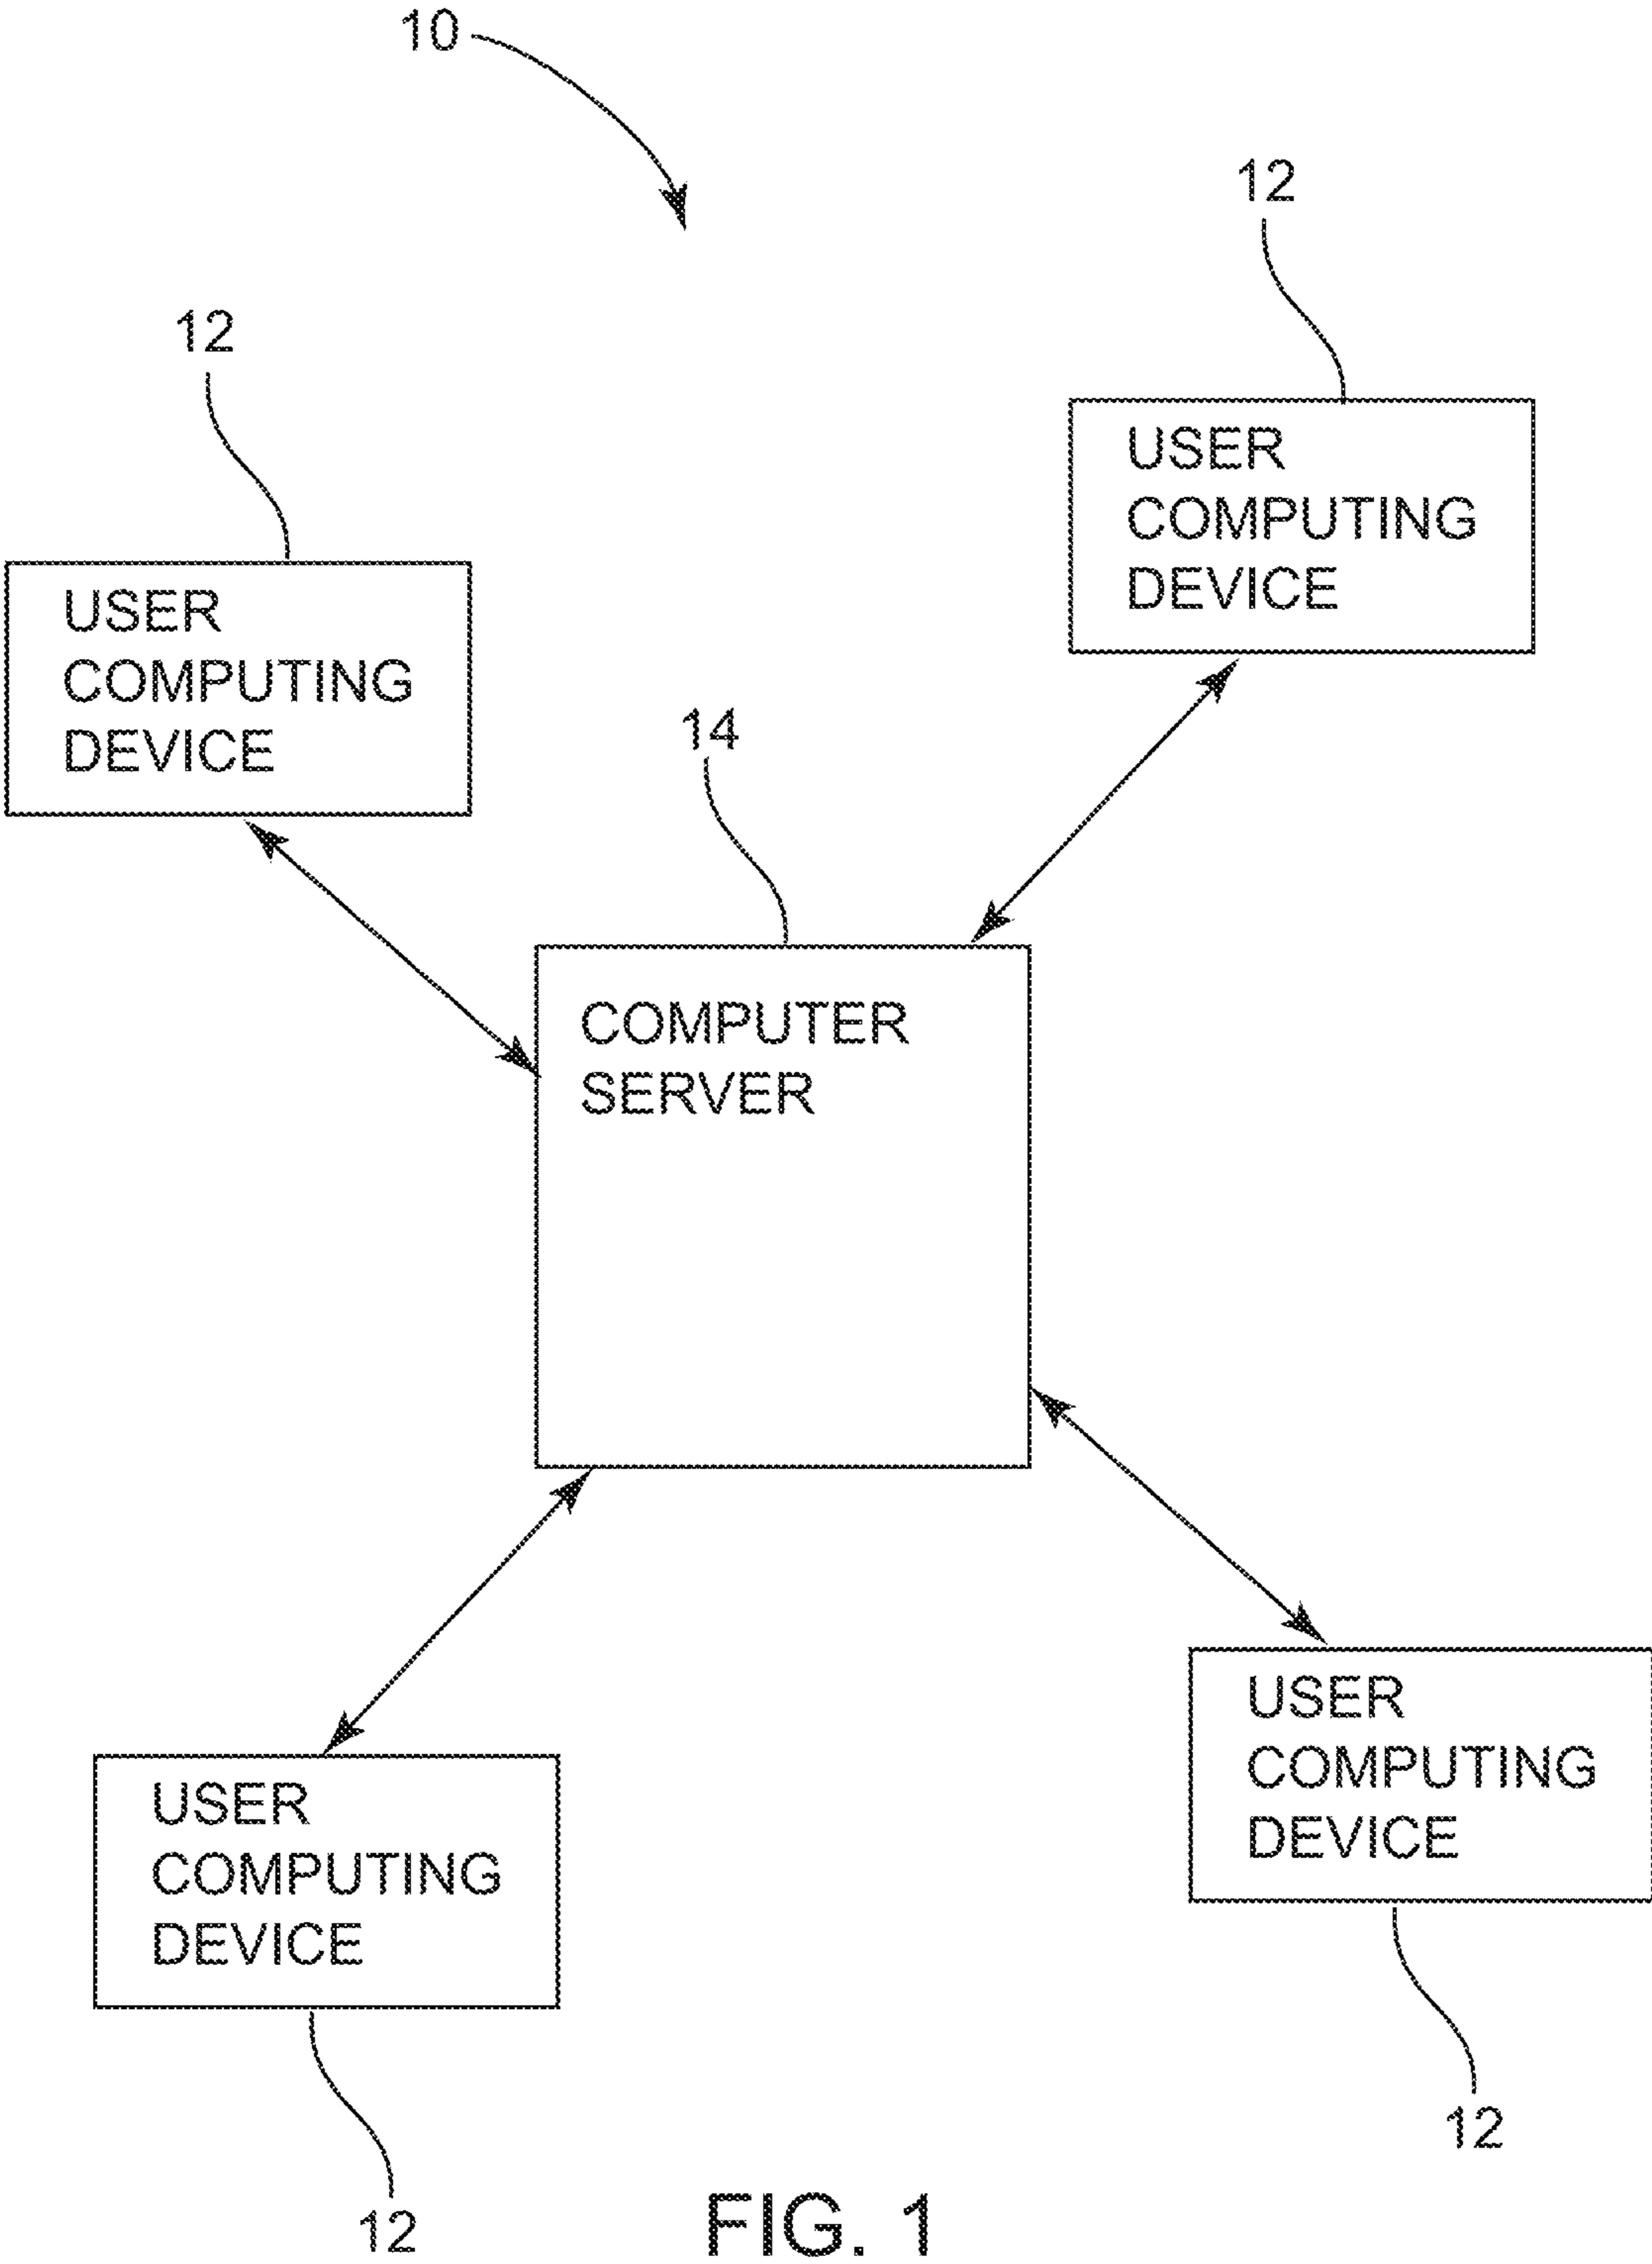 10
12
12
USER
COMPUTING
DEVICE
USER
COMPUTING
DEVICE
14
COMPUTER
SERVER
USER
COMPUTING
DEVICE
USER
COMPUTING
DEVICE
12
12
FIG. 1